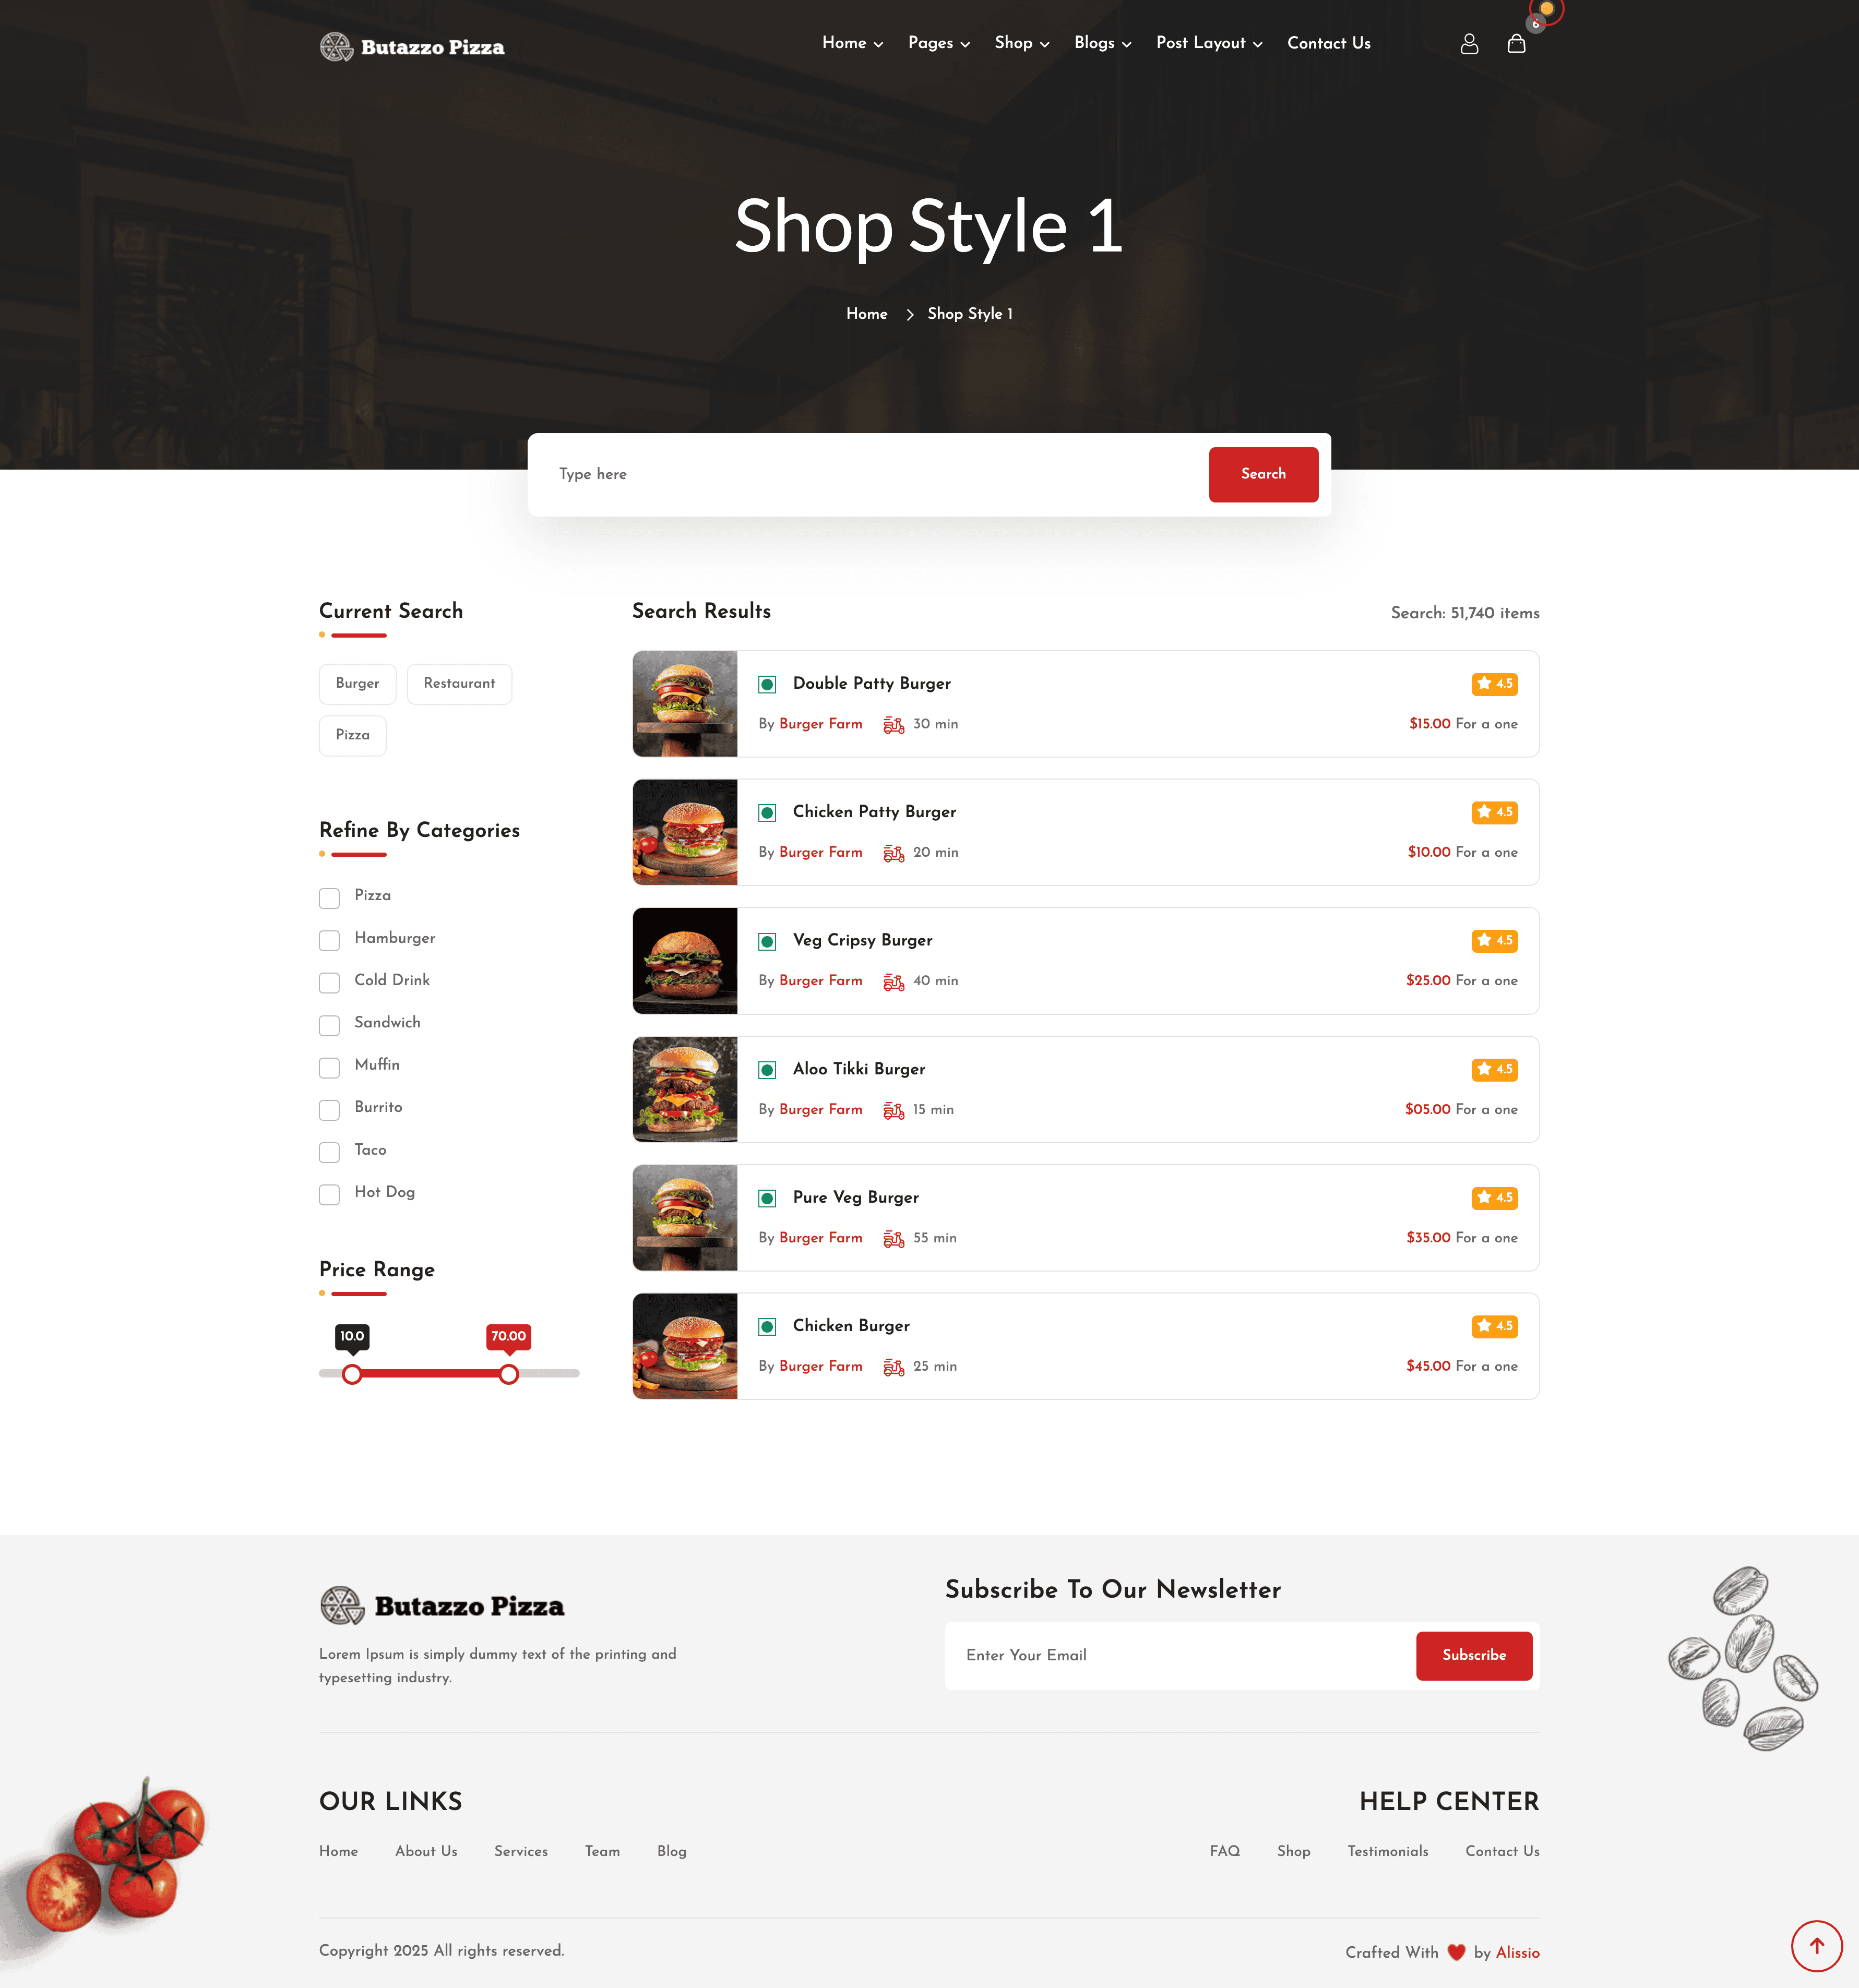 Butazzo Pizza
Home Pages Shop Blogs Post Layout Contact Us
Shop Style 1
Home Shop Style 1
Type here
Search
Current Search
Burger Restaurant
Pizza
Refine By Categories
Pizza
Hamburger
Cold Drink
Sandwich
Muffin
Burrito
Taco
Hot Dog
Price Range
10.0 70.00
Search Results
Search: 51,740 items
Double Patty Burger
4.5
By Burger Farm 30 min
$15.00 For a one
Chicken Patty Burger
4.5
By Burger Farm 20 min
$10.00 For a one
Veg Cripsy Burger
4.5
By Burger Farm 40 min
$25.00 For a one
Aloo Tikki Burger
4.5
By Burger Farm 15 min
$05.00 For a one
Pure Veg Burger
4.5
By Burger Farm 55 min
$35.00 For a one
Chicken Burger
4.5
By Burger Farm 25 min
$45.00 For a one
Butazzo Pizza
Lorem Ipsum is simply dummy text of the printing and
typesetting industry.
Subscribe To Our Newsletter
Enter Your Email
Subscribe
OUR LINKS
Home About Us Services Team Blog
HELP CENTER
FAQ Shop Testimonials Contact Us
Copyright 2025 All rights reserved.
Crafted With by Alissio